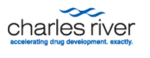 charles river
accelerating drug development. exactly.